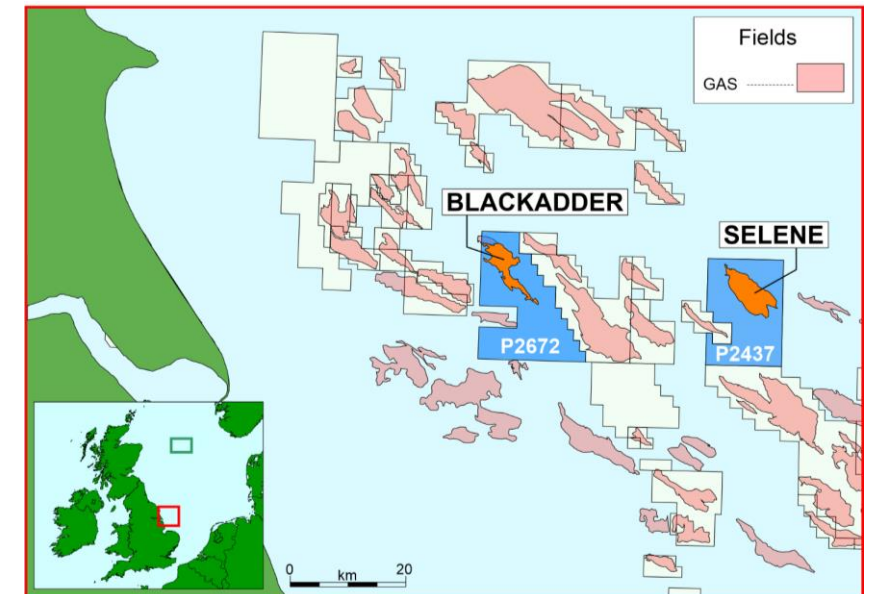 Fields
GAS
BLACKADDER
SELENE
P2672
P2437
0 20
km